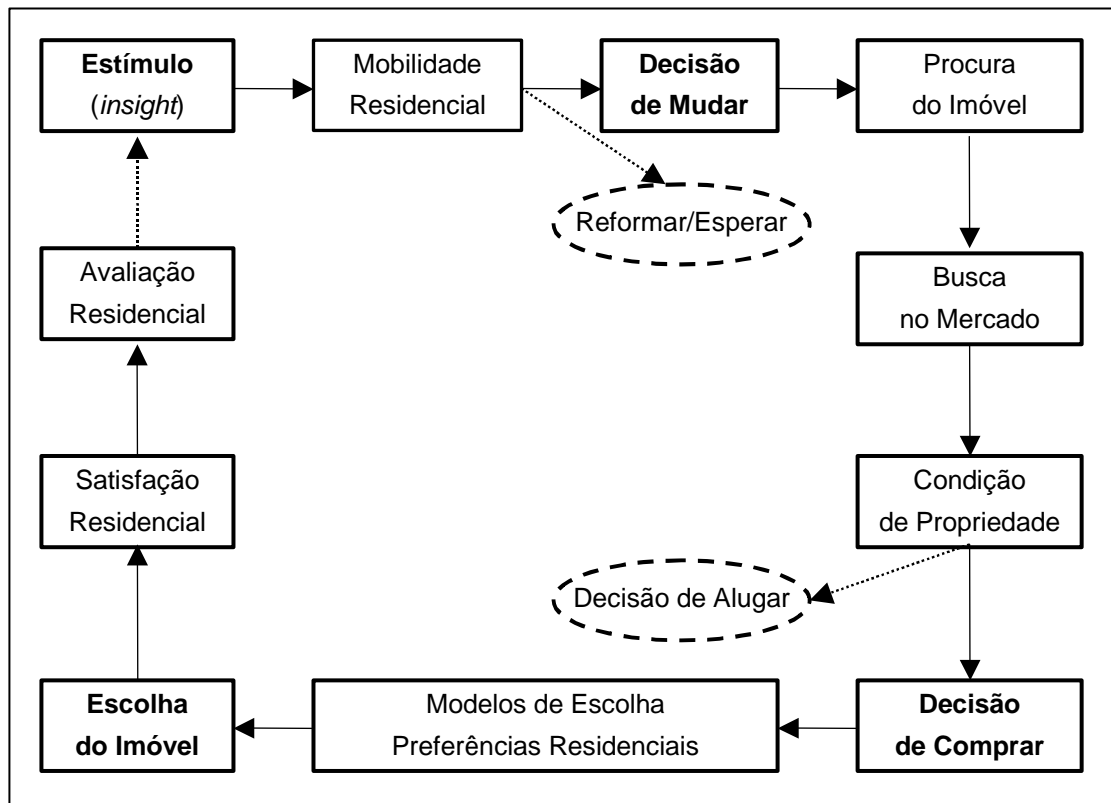 Estímulo
(insight)
Mobilidade
Residencial
Decisão
de Mudar
Procura
do Imóvel
Reformar/Esperar
Avaliação
Residencial
Busca
no Mercado
Satisfação
Residencial
Condição
de Propriedade
Decisão de Alugar
Escolha
do Imóvel
Modelos de Escolha
Preferências Residenciais
Decisão
de Comprar